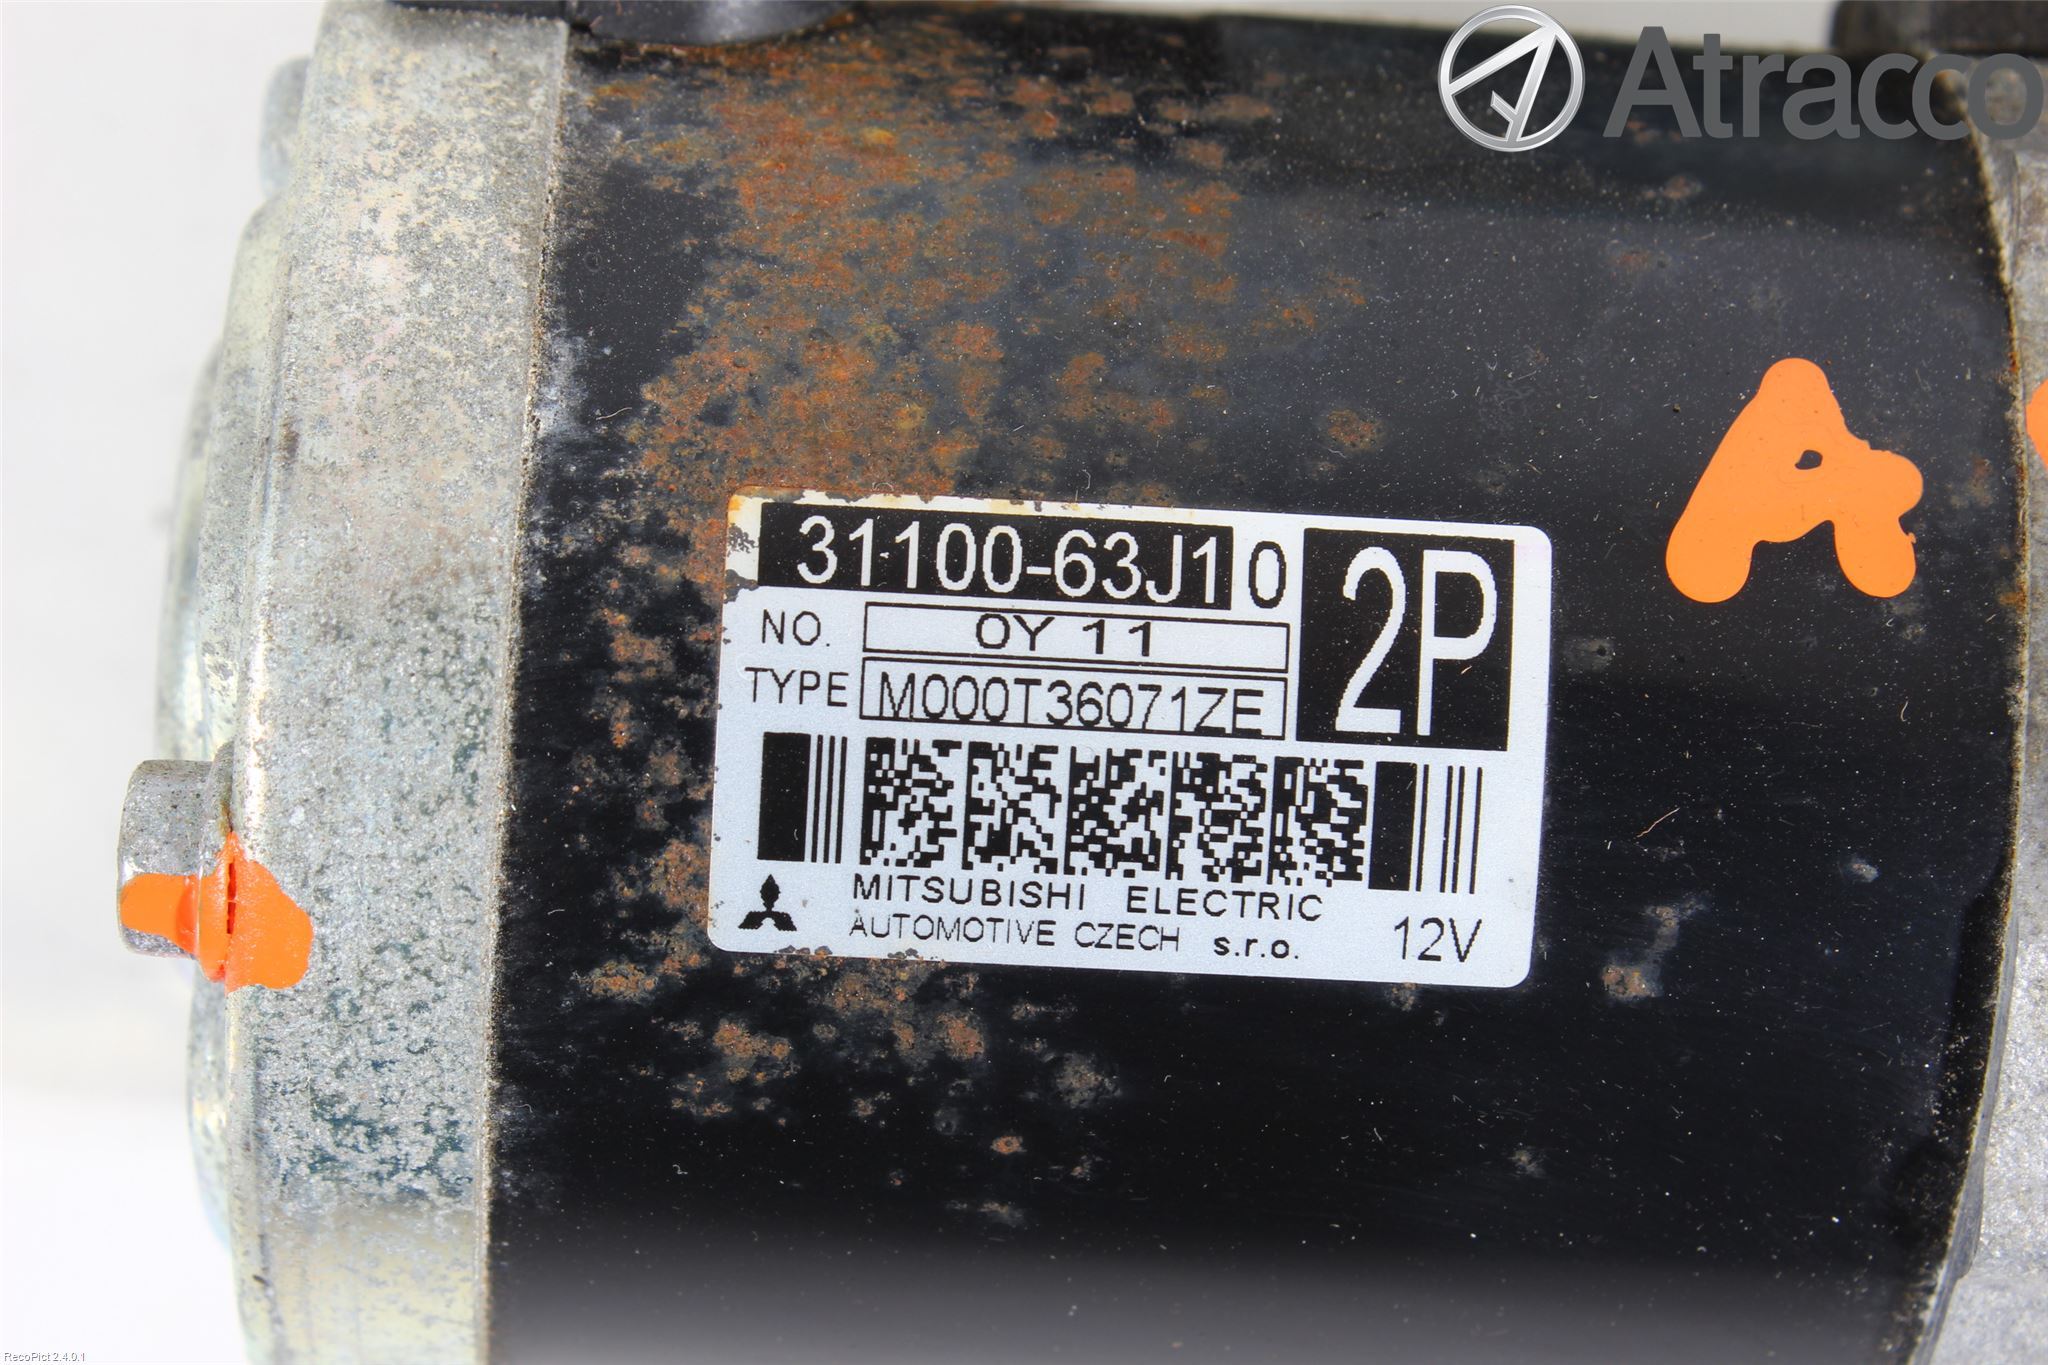 Atracco
A
31100-63J10
2P
NO. 0Y 11
TYPE M000T36071ZE
MITSUBISHI ELECTRIC
AUTOMOTIVE CZECH s.r.o.
12V
RecoPict 2.4.0.1